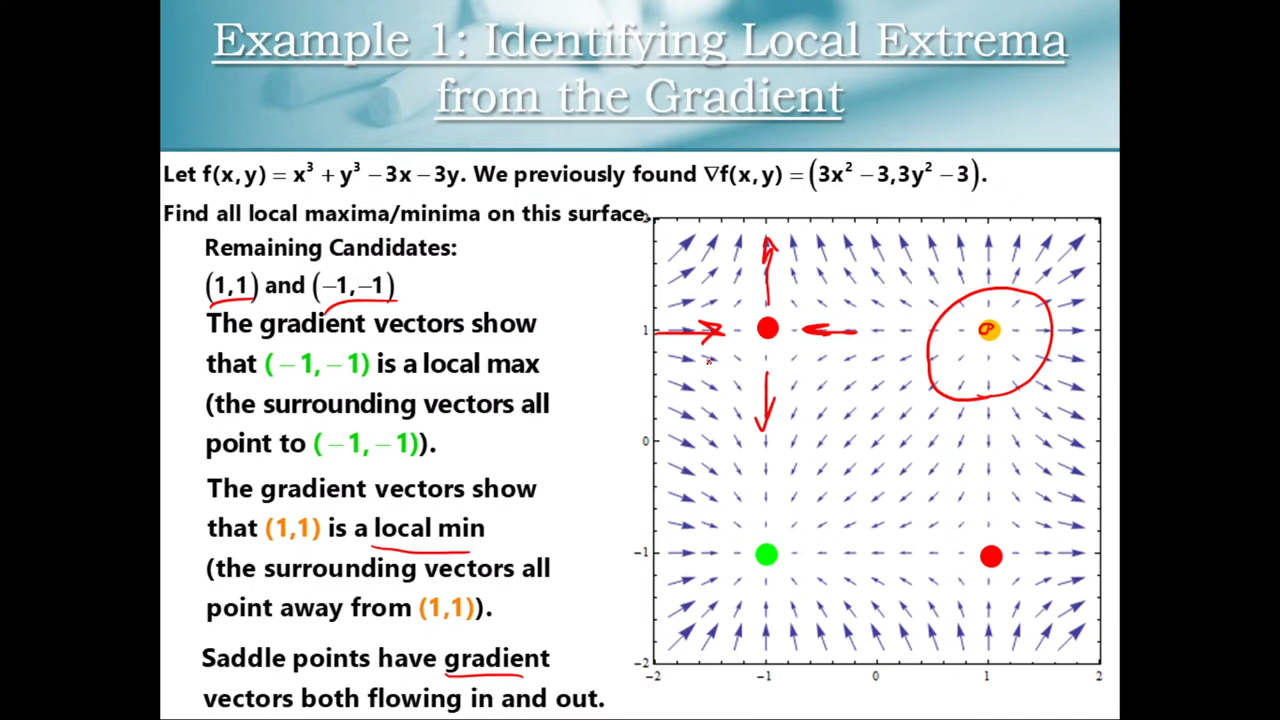 Example 1: Identifying Local Extrema
from the Gradient
Let f(x,y) = x³ + y³ − 3x − 3y. We previously found ∇f(x,y) = (3x² − 3,3y² − 3).
Find all local maxima/minima on this surface.
Remaining Candidates:
(1,1) and (−1,−1)
The gradient vectors show
that (−1,−1) is a local max
(the surrounding vectors all
point to (−1,−1)).
The gradient vectors show
that (1,1) is a local min
(the surrounding vectors all
point away from (1,1)).
Saddle points have gradient
vectors both flowing in and out.
1
0
−1
−2
−2 −1 0 1 2